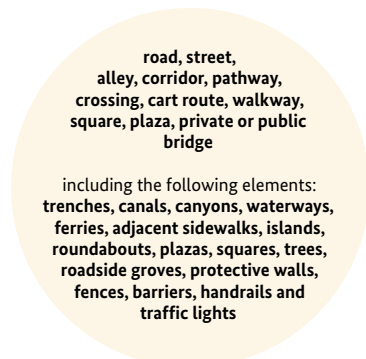 road, street,
alley, corridor, pathway,
crossing, cart route, walkway,
square, plaza, private or public
bridge
including the following elements:
trenches, canals, canyons, waterways,
ferries, adjacent sidewalks, islands,
roundabouts, plazas, squares, trees,
roadside groves, protective walls,
fences, barriers, handrails and
traffic lights